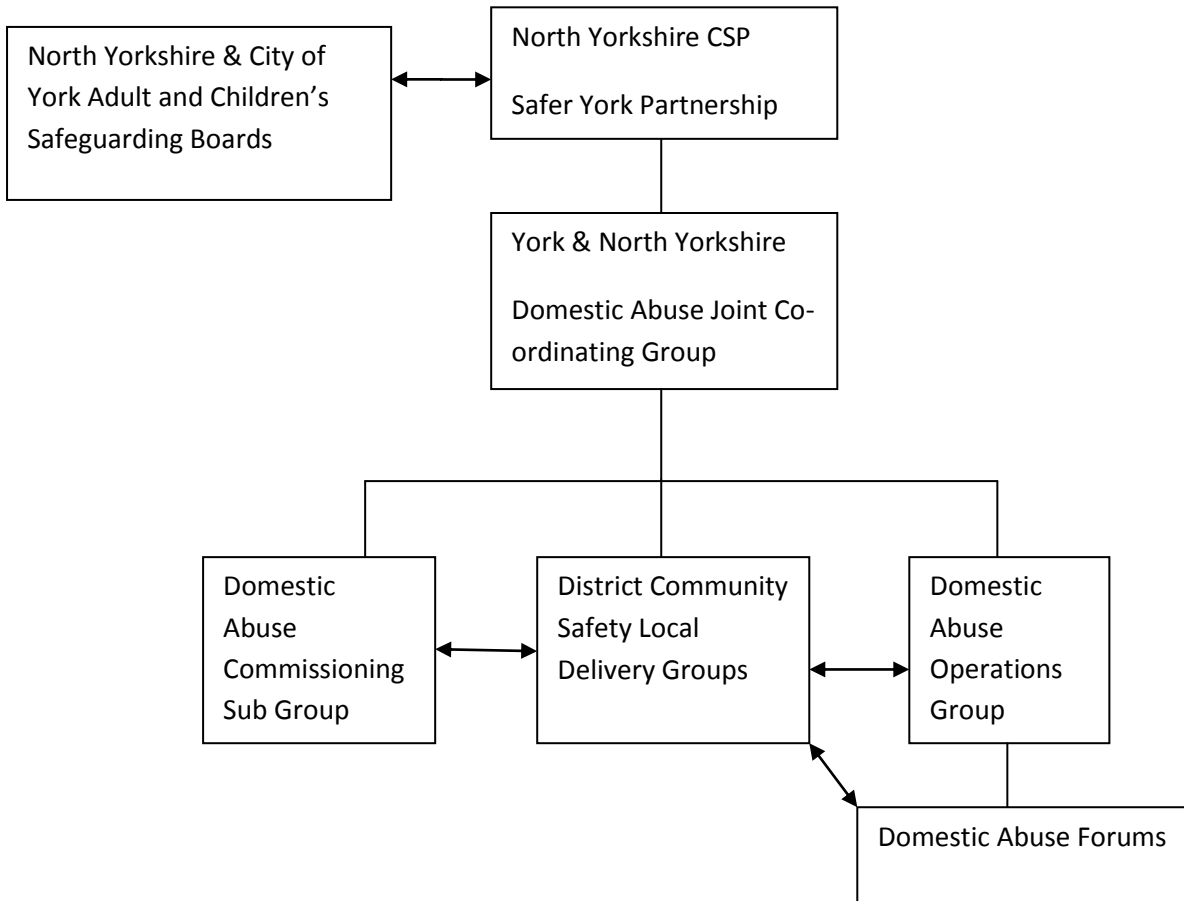 North Yorkshire & City of
York Adult and Children’s
Safeguarding Boards
North Yorkshire CSP
Safer York Partnership
York & North Yorkshire
Domestic Abuse Joint Co-
ordinating Group
Domestic
Abuse
Commissioning
Sub Group
District Community
Safety Local
Delivery Groups
Domestic
Abuse
Operations
Group
Domestic Abuse Forums